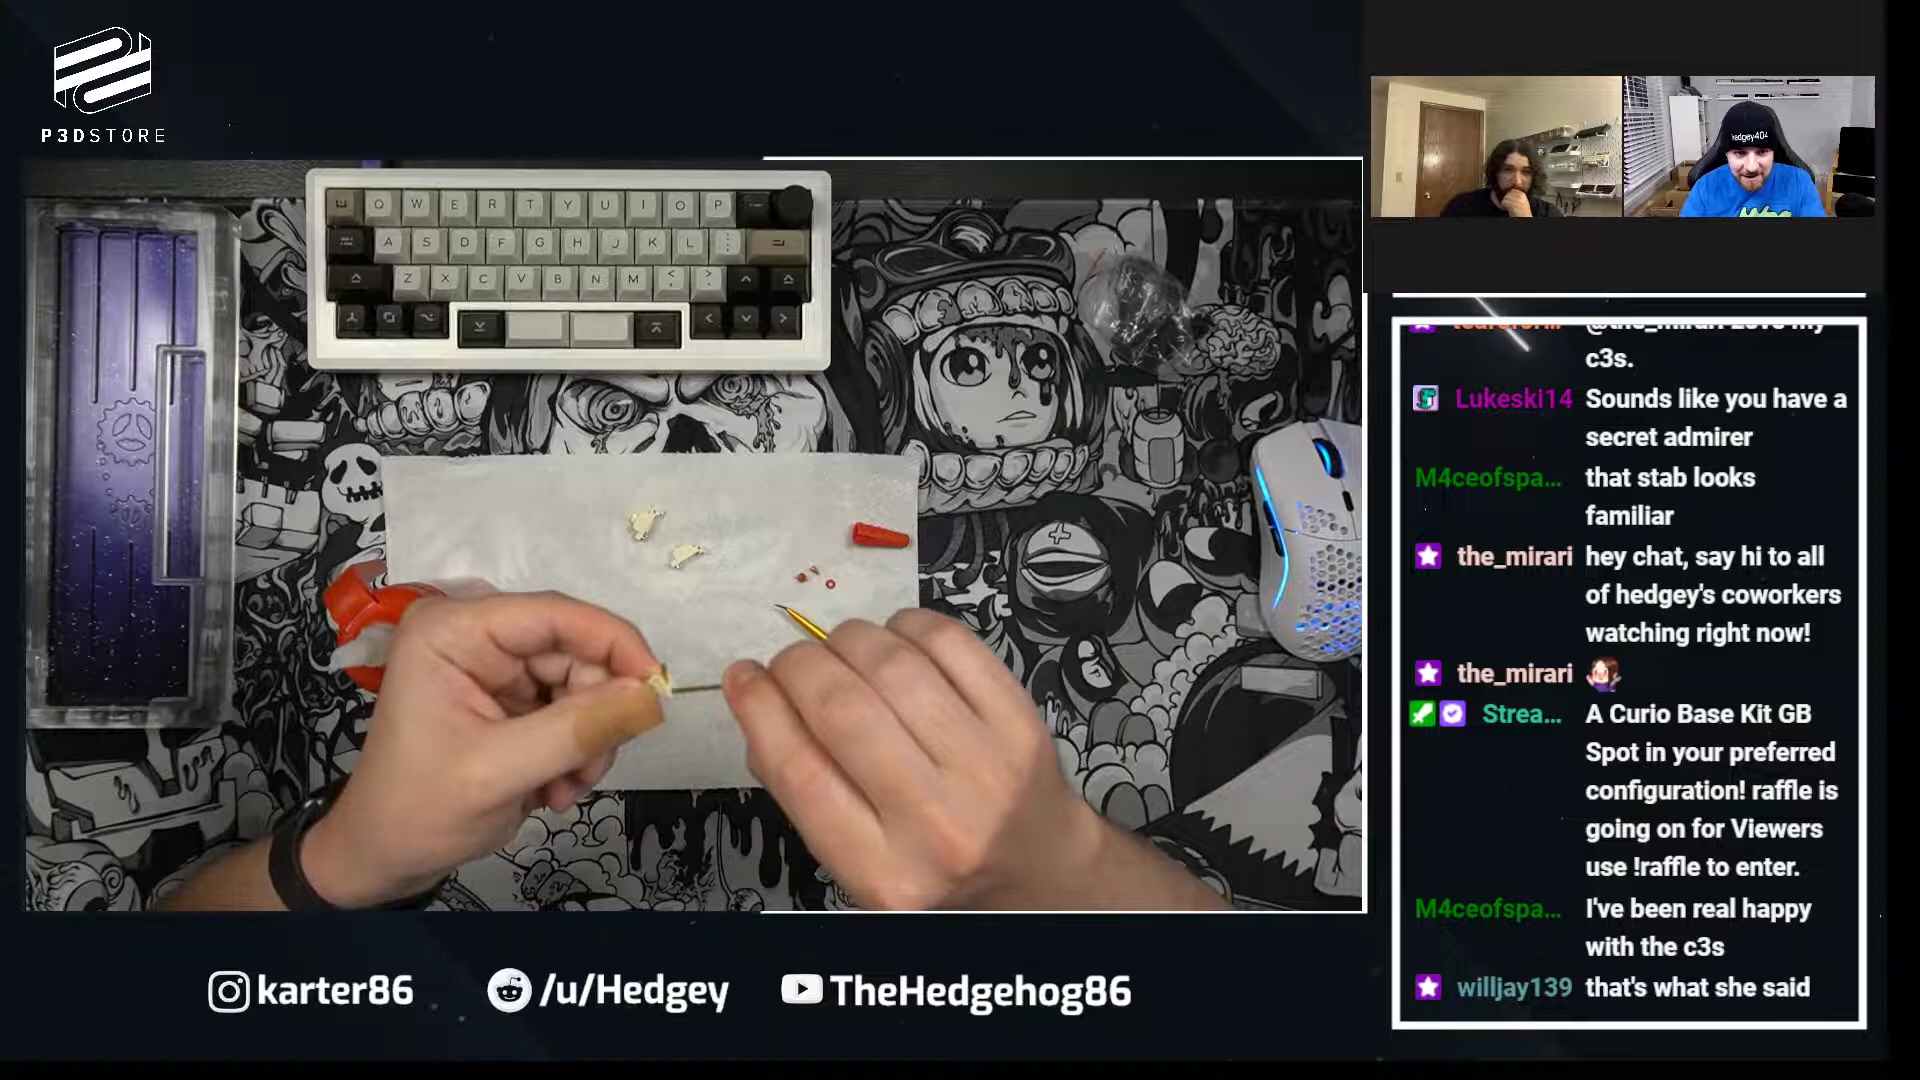 P3DSTORE
hedgey404
Q W E R T Y U I O P
A S D F G H J K L
Z X C V B N M
c3s.
Lukeski14 Sounds like you have a
secret admirer
M4ceofspa... that stab looks
familiar
the_mirari hey chat, say hi to all
of hedgey's coworkers
watching right now!
the_mirari
Strea... A Curio Base Kit GB
Spot in your preferred
configuration! raffle is
going on for Viewers
use !raffle to enter.
M4ceofspa... I've been real happy
with the c3s
willjay139 that's what she said
karter86 /u/Hedgey TheHedgehog86